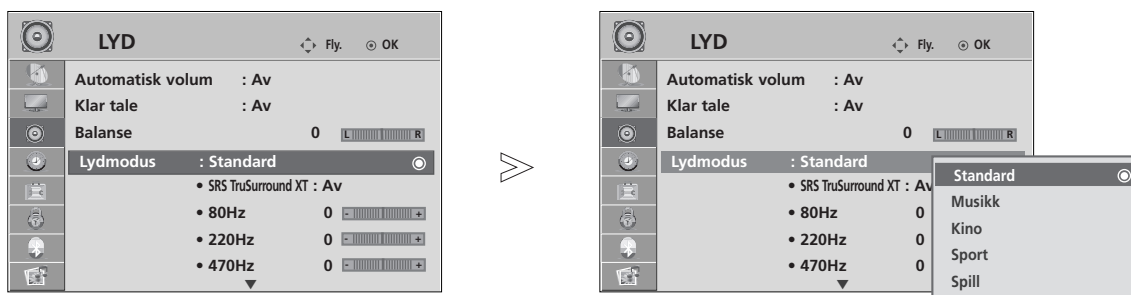 LYD
Fly. OK
Automatisk volum : Av
Klar tale : Av
Balanse 0 L R
Lydmodus : Standard
• SRS TruSurround XT : Av
• 80Hz 0 - +
• 220Hz 0 - +
• 470Hz 0 - +
LYD
Fly. OK
Automatisk volum : Av
Klar tale : Av
Balanse 0 L R
Lydmodus : Standard
• SRS TruSurround XT : Av
• 80Hz 0
• 220Hz 0
• 470Hz 0
Standard
Musikk
Kino
Sport
Spill